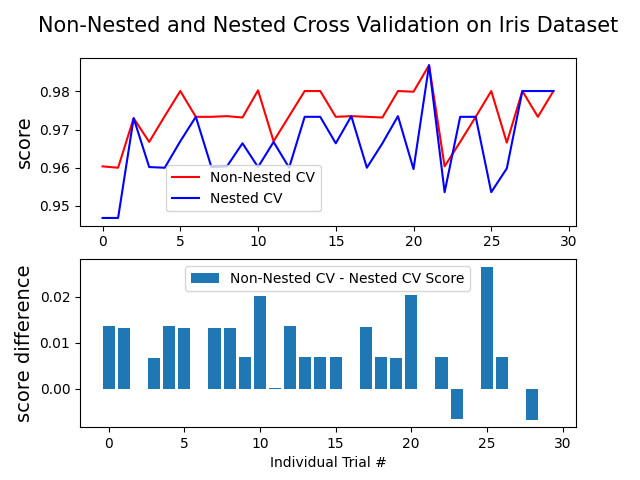 Non-Nested and Nested Cross Validation on Iris Dataset
score
0.98
0.97
0.96
0.95
Non-Nested CV
Nested CV
0 5 10 15 20 25 30
score difference
0.02
0.01
0.00
Non-Nested CV - Nested CV Score
0 5 10 15 20 25 30
Individual Trial #